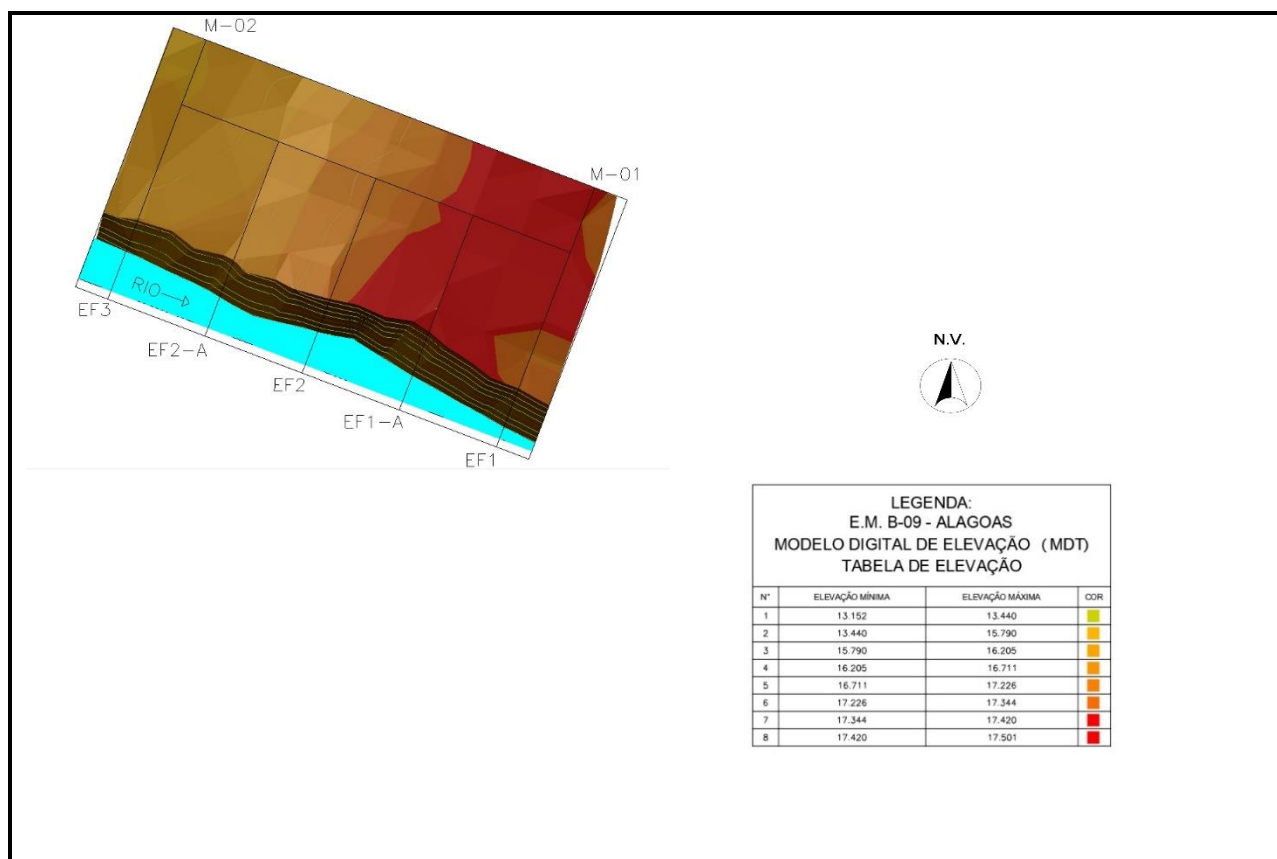 M-02
M-01
RIO
EF3
EF2-A
EF2
EF1-A
EF1
N.V.
LEGENDA:
E.M. B-09 - ALAGOAS
MODELO DIGITAL DE ELEVAÇÃO (MDT)
TABELA DE ELEVAÇÃO
N° ELEVAÇÃO MÍNIMA ELEVAÇÃO MÁXIMA COR
1 13.152 13.440
2 13.440 15.790
3 15.790 16.205
4 16.205 16.711
5 16.711 17.226
6 17.226 17.344
7 17.344 17.420
8 17.420 17.501